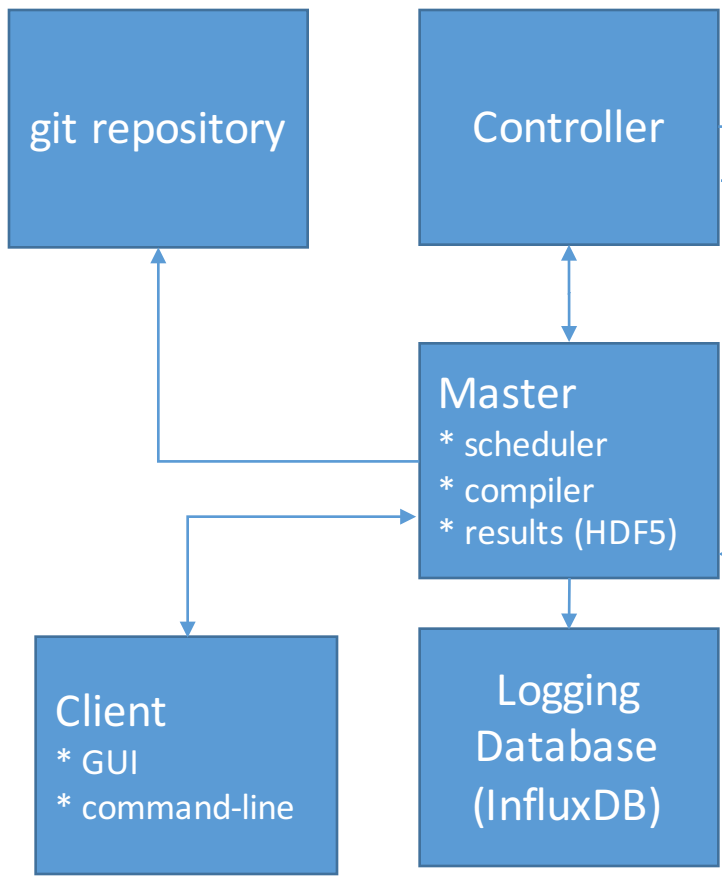 git repository
Controller
Master
* scheduler
* compiler
* results (HDF5)
Client
* GUI
* command-line
Logging
Database
(InfluxDB)